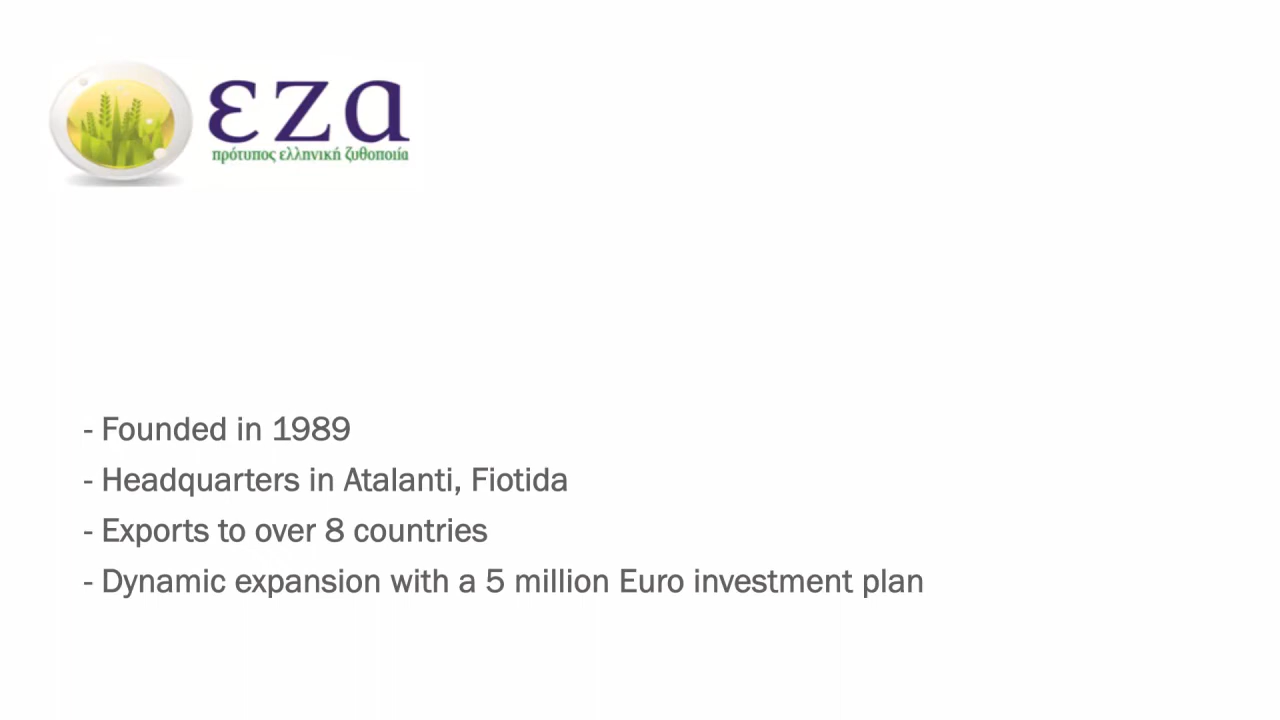 εζα
πρότυπος ελληνική ζυθοποιία
- Founded in 1989
- Headquarters in Atalanti, Fiotida
- Exports to over 8 countries
- Dynamic expansion with a 5 million Euro investment plan